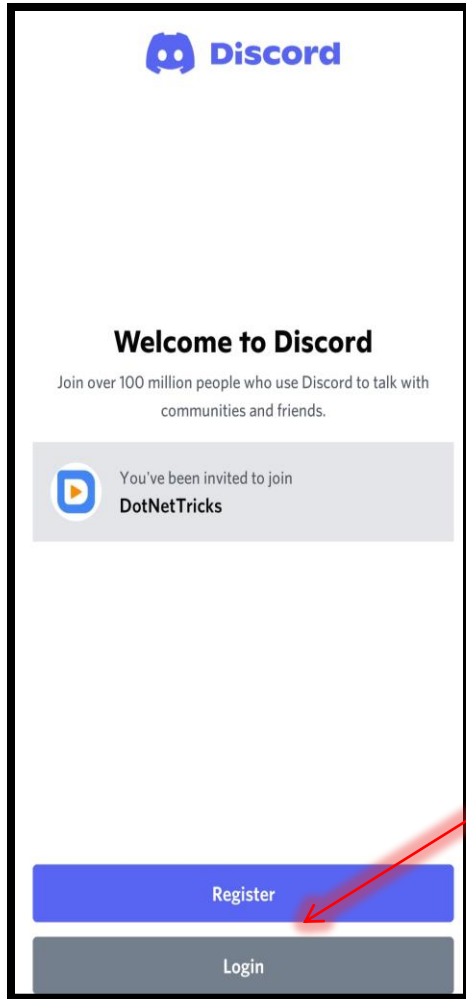 Discord
Welcome to Discord
Join over 100 million people who use Discord to talk with
communities and friends.
You've been invited to join
DotNetTricks
Register
Login